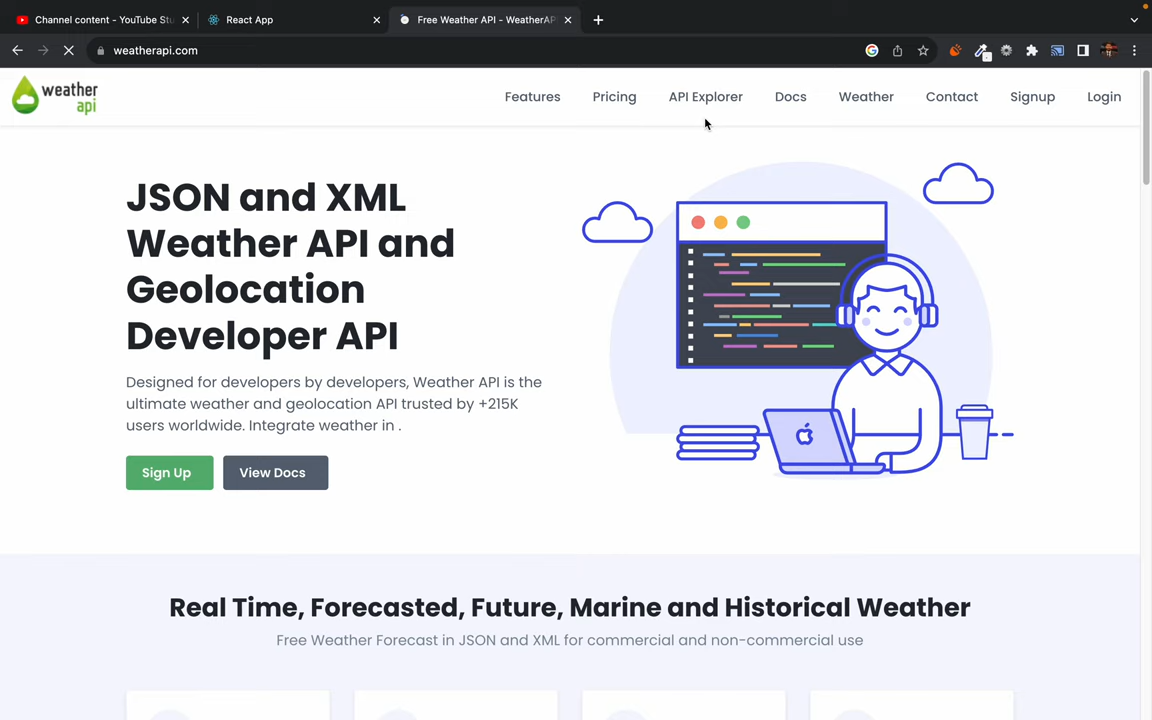 Channel content - YouTube Stu
React App
Free Weather API - WeatherAPI
weatherapi.com
weather
api
Features
Pricing
API Explorer
Docs
Weather
Contact
Signup
Login
JSON and XML
Weather API and
Geolocation
Developer API
Designed for developers by developers, Weather API is the
ultimate weather and geolocation API trusted by +215K
users worldwide. Integrate weather in .
Sign Up
View Docs
Real Time, Forecasted, Future, Marine and Historical Weather
Free Weather Forecast in JSON and XML for commercial and non-commercial use